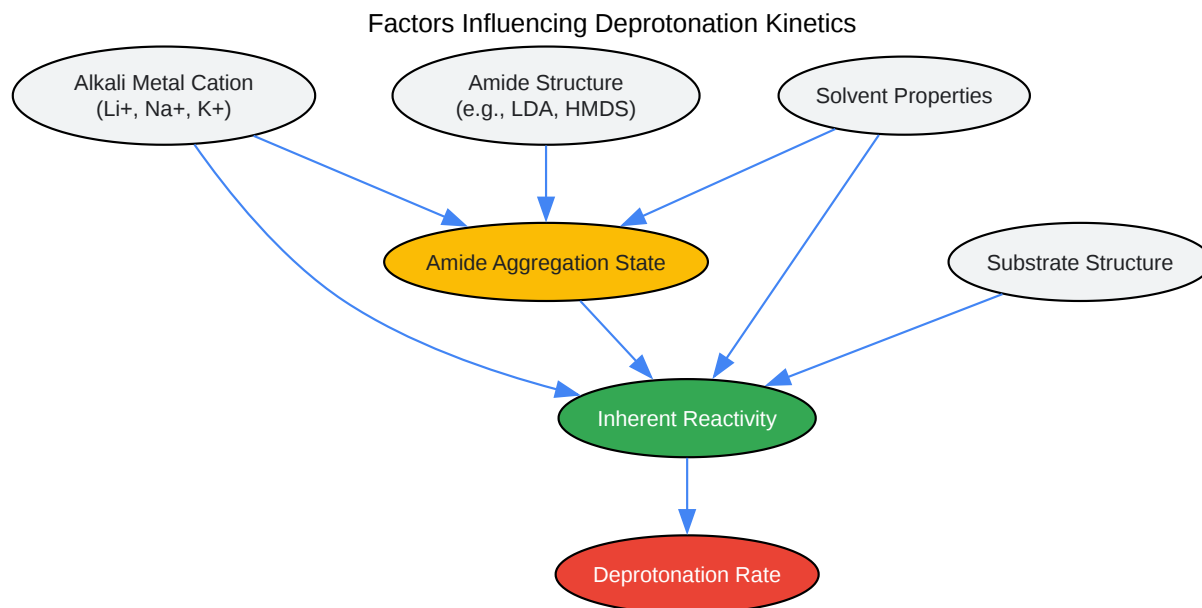 Factors Influencing Deprotonation Kinetics
Alkali Metal Cation
(Li+, Na+, K+)
Amide Structure
(e.g., LDA, HMDS)
Solvent Properties
Amide Aggregation State
Substrate Structure
Inherent Reactivity
Deprotonation Rate